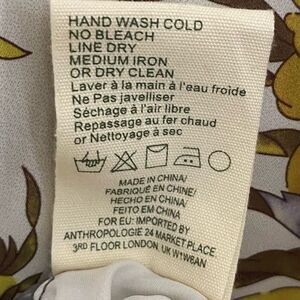 HAND WASH COLD
NO BLEACH
LINE DRY
MEDIUM IRON
OR DRY CLEAN
Laver à la main à l'eau froide
Ne Pas javelliser
Séchage à l'air libre
Repassage au fer chaud
or Nettoyage à sec
MADE IN CHINA/
FABRIQUÉ EN CHINE/
HECHO EN CHINA/
FEITO EM CHINA
FOR EU: IMPORTED BY
ANTHROPOLOGIE 24 MARKET PLACE
3RD FLOOR LONDON, UK W1W8AN